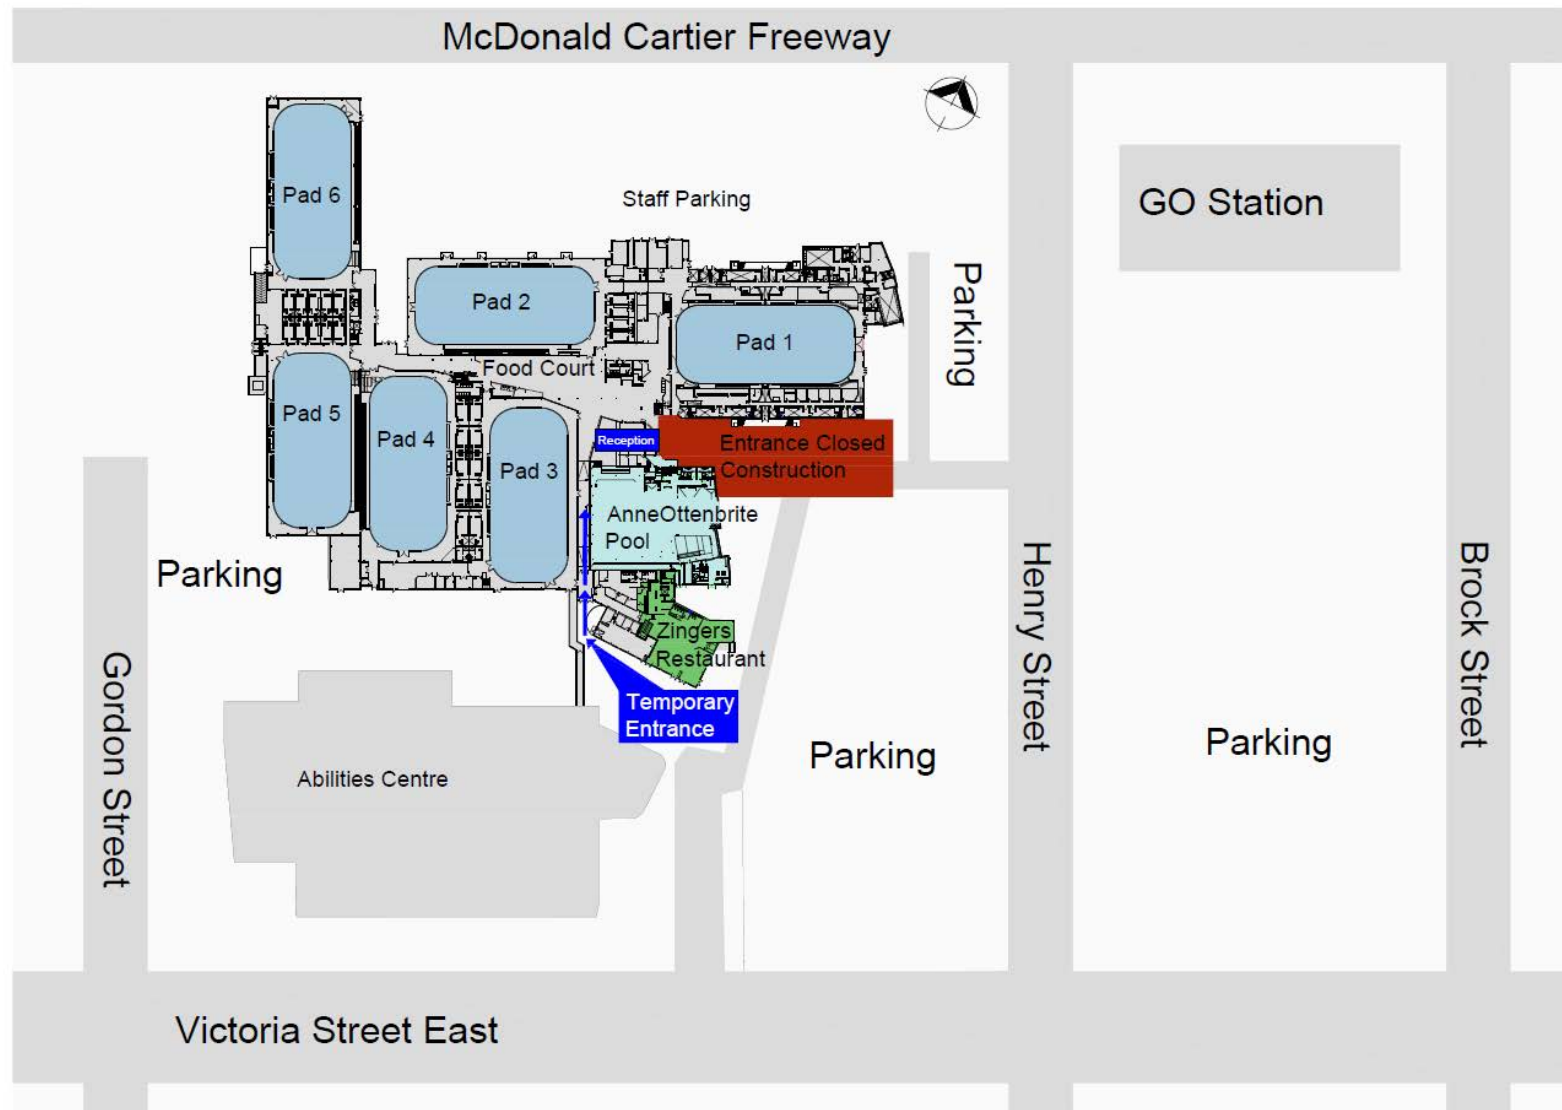 McDonald Cartier Freeway
Pad 6
Staff Parking
GO Station
Pad 2
Parking
Pad 1
Food Court
Pad 5
Pad 4
Reception
Entrance Closed
Construction
Pad 3
AnneOttenbrite
Pool
Parking
Henry Street
Brock Street
Zingers
Restaurant
Gordon Street
Temporary
Entrance
Parking
Parking
Abilities Centre
Victoria Street East